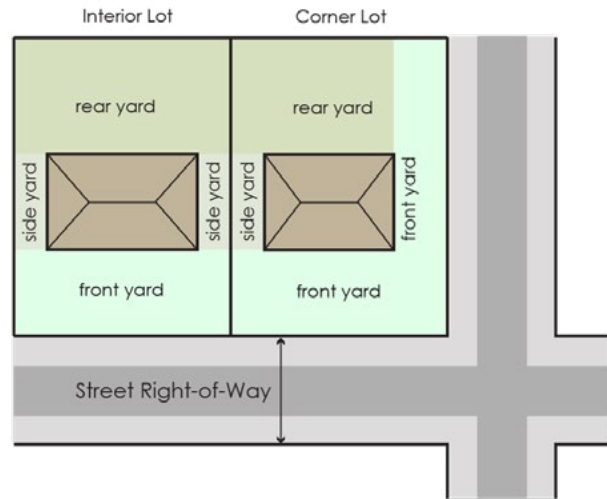 Interior Lot
Corner Lot
rear yard
rear yard
side yard
side yard
side yard
front yard
front yard
front yard
Street Right-of-Way